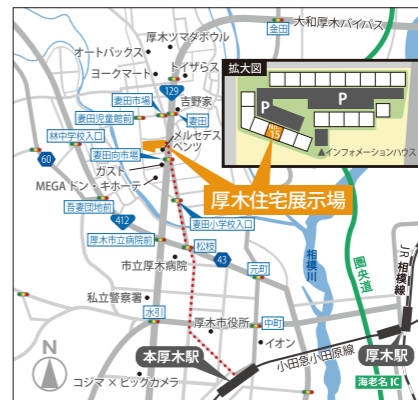 厚木ツマダボウル
大和厚木バイパス
金田
オートバックス
ヨークマート
トイザらス
129
拡大図
P
P
No.
15
▲インフォメーションハウス
妻田市場
吉野家
妻田児童館前
妻田
林中学校入口
メルセデス
ベンツ
60
妻田向市場
ガスト
MEGA ドン・キホーテ
厚木住宅展示場
吾妻団地前
妻田小学校入口
412
厚木市立病院前
松枝
43
市立厚木病院
元町
相模川
圏央道
JR相模線
私立警察署
水引
中町
厚木市役所
N
本厚木駅
イオン
小田急小田原線
厚木駅
コジマ×ビックカメラ
海老名IC